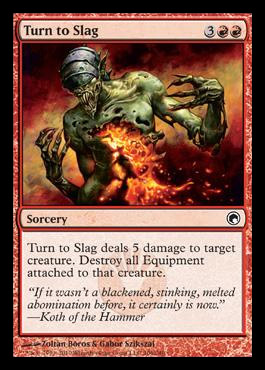 Turn to Slag 3
Sorcery
Turn to Slag deals 5 damage to target
creature. Destroy all Equipment
attached to that creature.
"If it wasn't a blackened, stinking, melted
abomination before, it certainly is now."
—Koth of the Hammer
Zoltan Boros & Gabor Szikszai